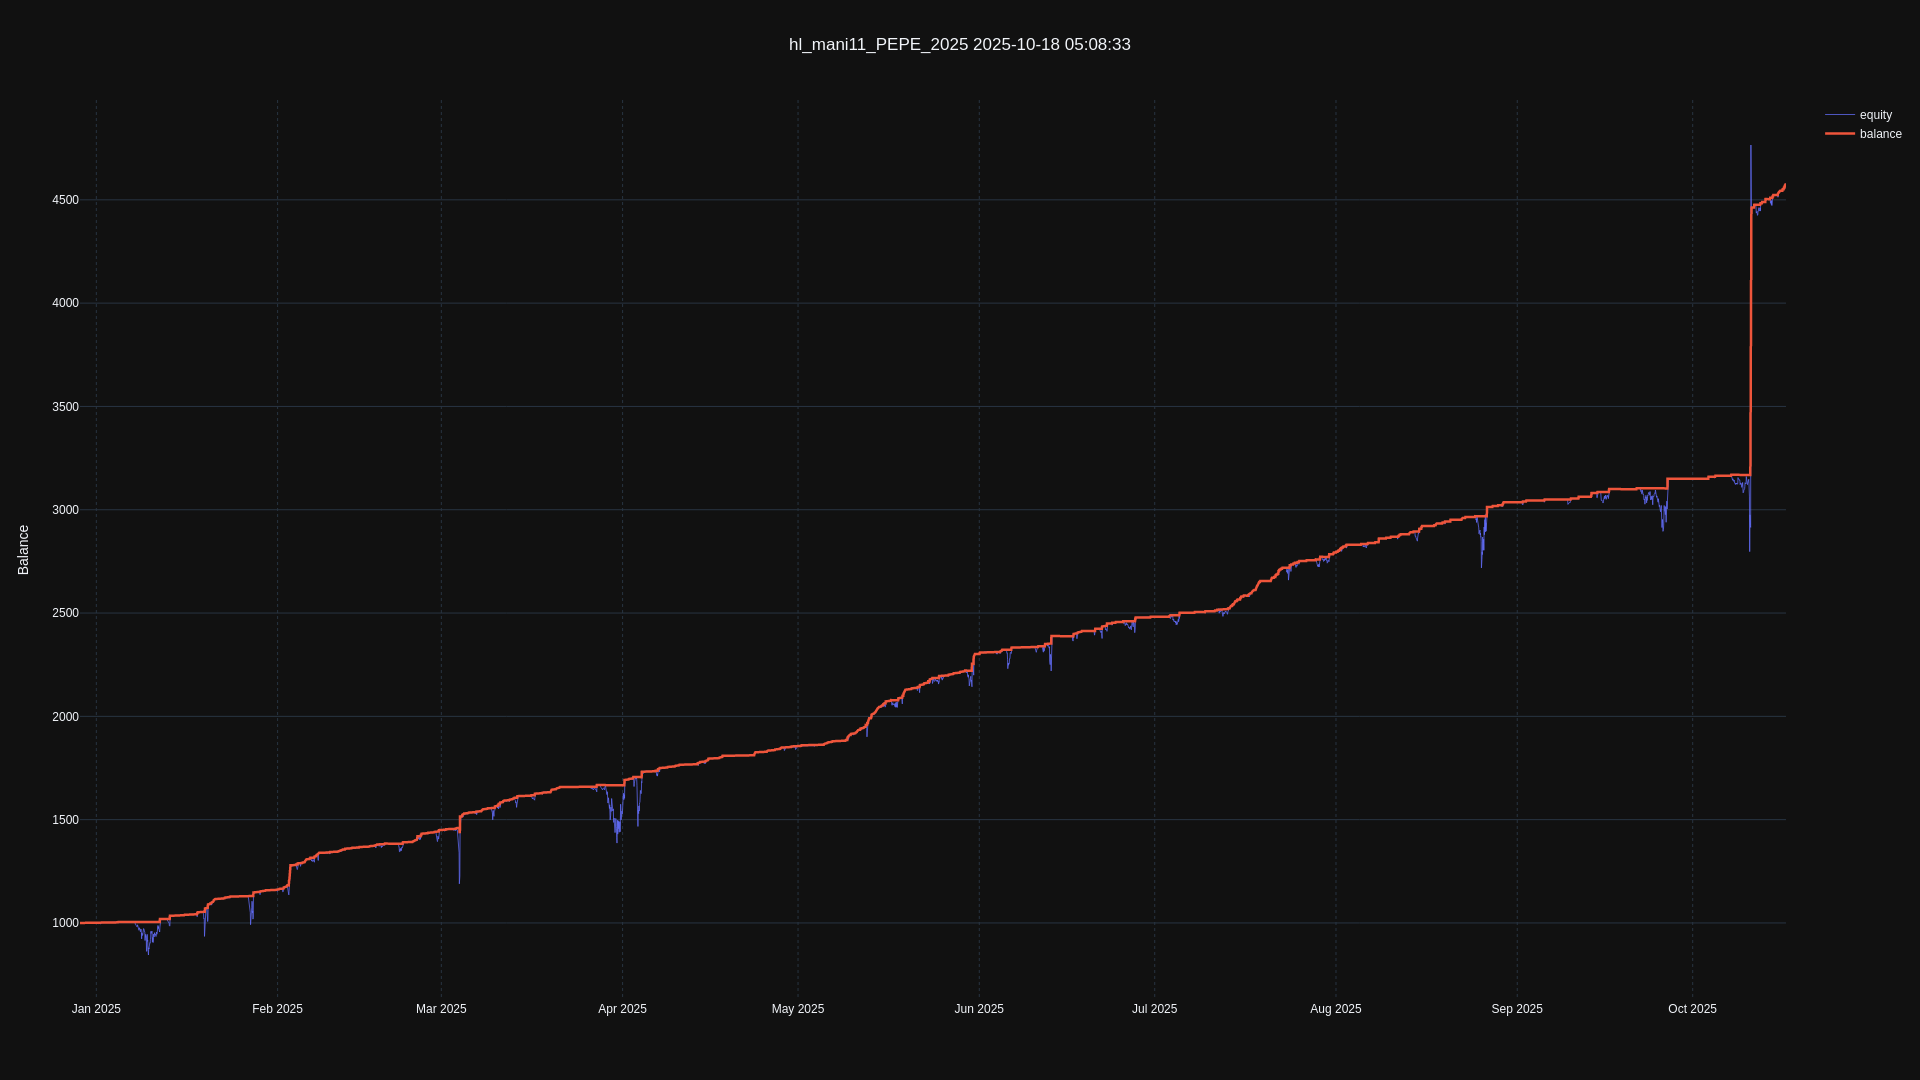 hl_mani11_PEPE_2025 2025-10-18 05:08:33
equity
balance
4500
4000
3500
3000
2500
2000
1500
1000
Balance
Jan 2025
Feb 2025
Mar 2025
Apr 2025
May 2025
Jun 2025
Jul 2025
Aug 2025
Sep 2025
Oct 2025